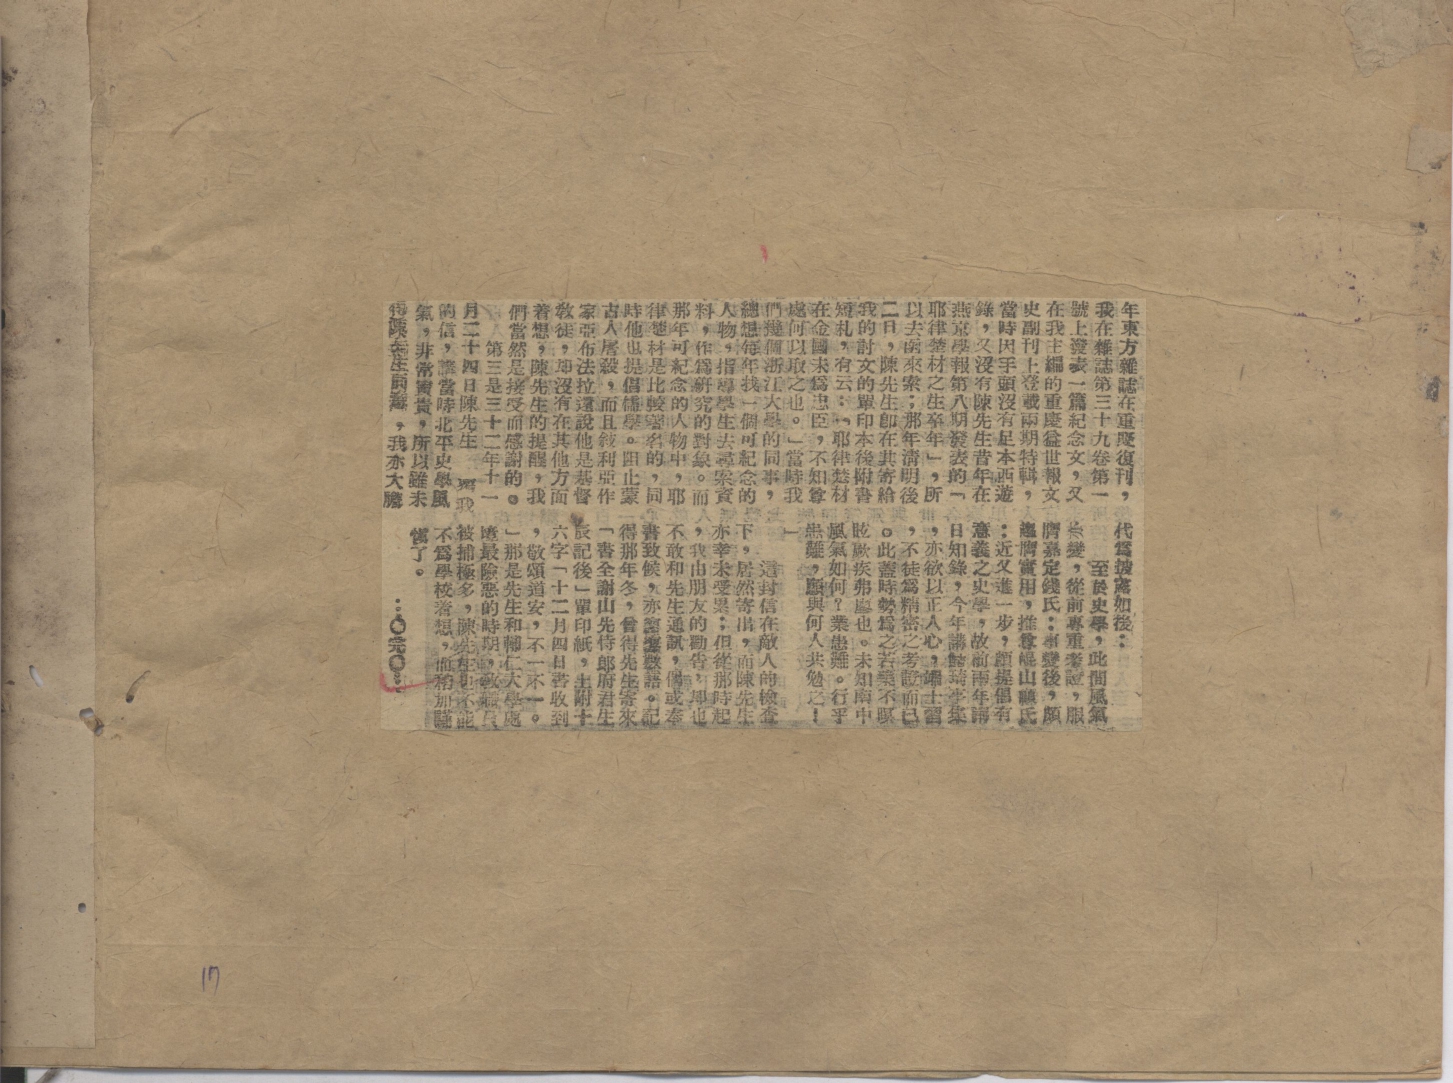 年東方雜誌在重慶復刊，
我在雜誌第三十九卷第一
號上發表一篇紀念文，又
在我主編的重慶益世報文
史副刊上登載兩期特輯，
當時因手頭沒有足本西遊
錄，又沒有陳先生昔年在
燕京學報第八期發表的「
耶律楚材之生卒年」，所
以去函來索；那年清明後
二日，陳先生卽在其寄給
我的討文的單印本後附書
短札，有云：「耶律楚材
在金國未爲忠臣，不知尊
處何以取之也。」當時我
們幾個浙江大學的同事，
總想每年找一個可紀念的
人物，指導學生去尋案資
料，作爲研究的對象。而
那年可紀念的人物中，耶
律楚材是比較著名的，同
時他也提倡儒學。阻止蒙
古人屠殺，而且敘利亞作
家亞布法拉還說他是基督
敎徒，却沒有在其他方面
着想，陳先生的提醒，我
們當然是接受而感謝的。
第三是三十二年十一
月二十四日陳先生 我
的信，講當時北平史學風
氣，非常寶貴，所以雖未
得陳先生同意，我亦大膽
代爲披露如後：
至於史學，此間風氣
變，從前專重考證，服
膺嘉定錢氏；事變後，頗
趨膺實用，推尊崐山顧氏
；近又進一步，頗提倡有
意義之史學，故前兩年講
日知錄，今年講鮚埼亭集
，亦欲以正人心，端士習
，不徒爲精密之考證而已
。此蓋時勢爲之若藥不瞑
眩厥疾弗瘳也。未知南中
風氣如何？素患難。行乎
患難，願與何人共勉之！
」
這封信在敵人的檢查
下，居然寄出，而陳先生
亦幸未受累；但從那時起
，我由朋友的勸告，却也
不敢和先生通訊，偶或奉
書致候，亦寥寥數語。記
得那年冬，曾得先生寄來
「書全謝山先侍郎府君生
辰記後」單印紙，上附十
六字「十二月四日書收到
，敬頌道安，不一不一。
」那是先生和輔仁大學處
境最險惡的時期，敎職員
被捕極多，陳先生也不能
不爲學校着想，而稍加謹
愼了。
…◎完◎…
17